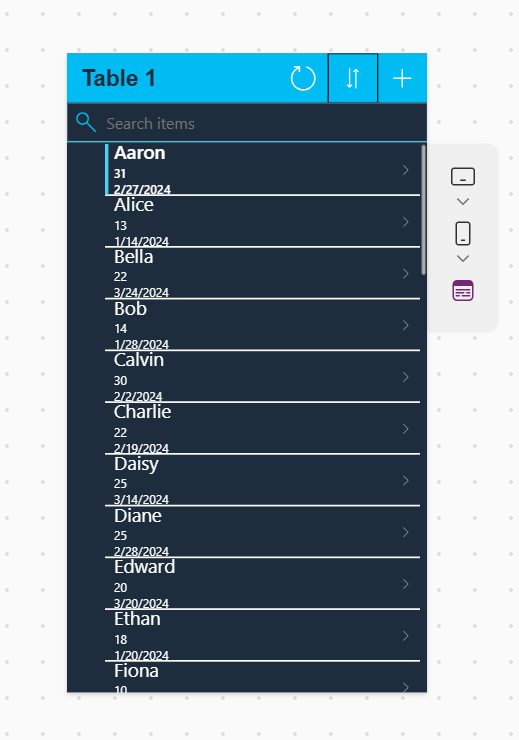 Table 1
Search items
Aaron
31
2/27/2024
Alice
13
1/14/2024
Bella
22
3/24/2024
Bob
14
1/28/2024
Calvin
30
2/2/2024
Charlie
22
2/19/2024
Daisy
25
3/14/2024
Diane
25
2/28/2024
Edward
20
3/20/2024
Ethan
18
1/20/2024
Fiona
10